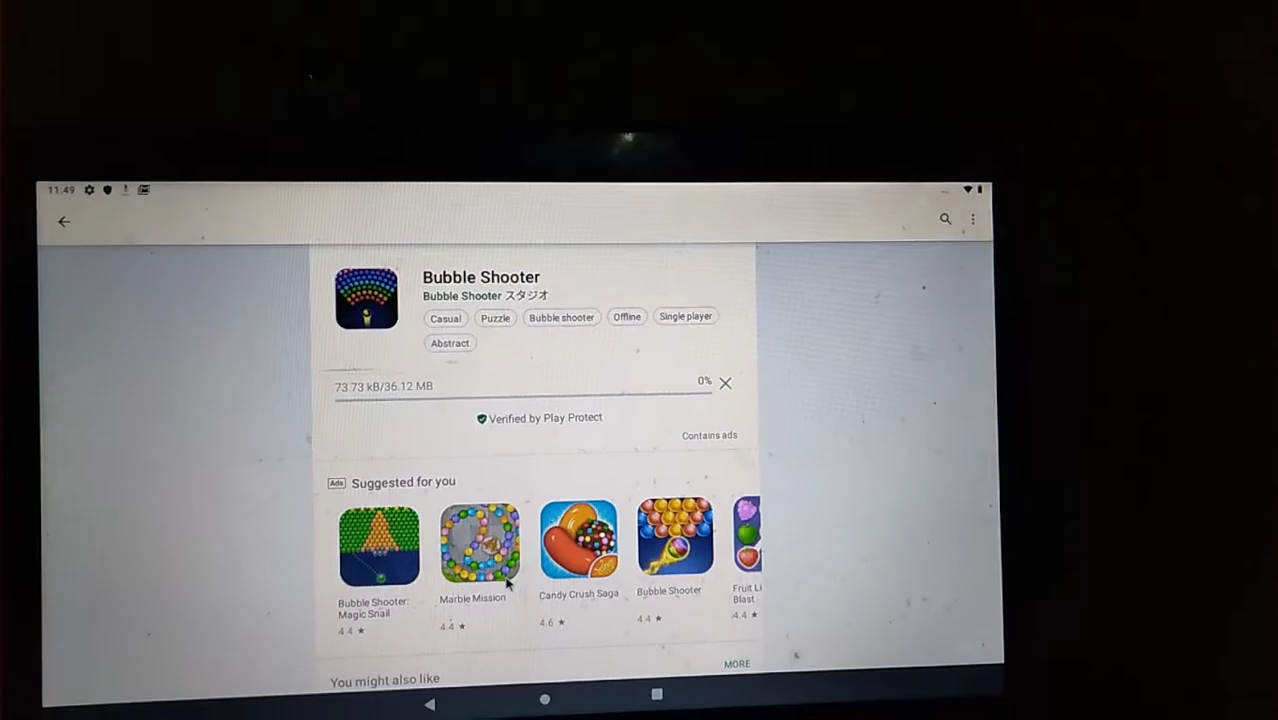 11.49
Bubble Shooter
Bubble Shooter スタジオ
Casual Puzzle Bubble shooter Offline Single player
Abstract
73.73 kB/36.12 MB 0%
Verified by Play Protect
Contains ads
Ads Suggested for you
Bubble Shooter: Magic Snail
4.4 ★
Marble Mission
4.4 ★
Candy Crush Saga
4.6 ★
Bubble Shooter
4.4 ★
Fruit Li
Blast
4.4 ★
You might also like MORE